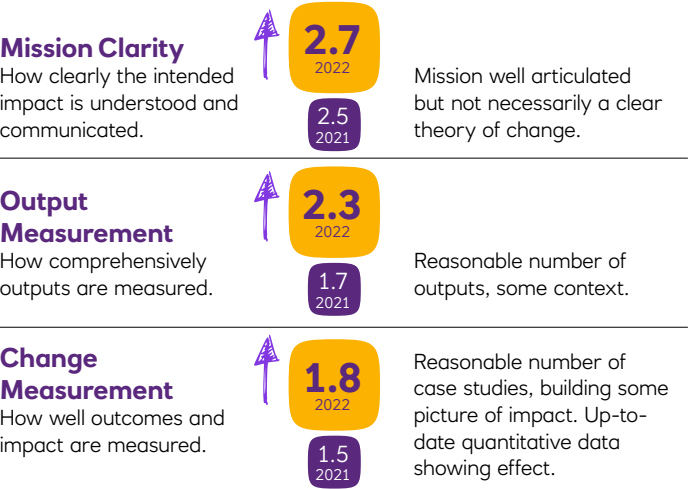 Mission Clarity
How clearly the intended
impact is understood and
communicated.
2.7
2022
2.5
2021
Mission well articulated
but not necessarily a clear
theory of change.
Output
Measurement
How comprehensively
outputs are measured.
2.3
2022
1.7
2021
Reasonable number of
outputs, some context.
Change
Measurement
How well outcomes and
impact are measured.
1.8
2022
1.5
2021
Reasonable number of
case studies, building some
picture of impact. Up-to-
date quantitative data
showing effect.